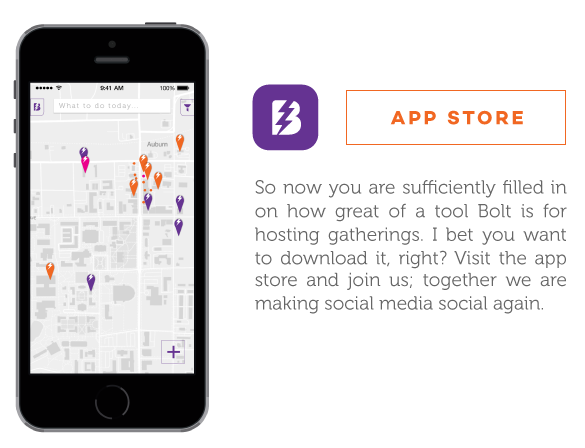 9:41 AM
100%
B
What to do today...
Auburn
B
APP STORE
So now you are sufficiently filled in
on how great of a tool Bolt is for
hosting gatherings. I bet you want
to download it, right? Visit the app
store and join us; together we are
making social media social again.